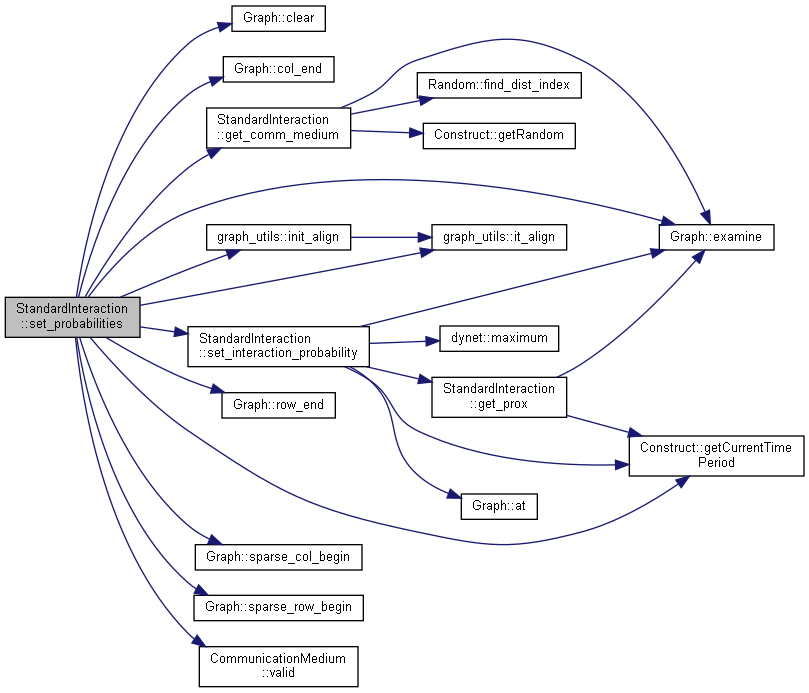 Graph::clear
Graph::col_end
Random::find_dist_index
StandardInteraction
::get_comm_medium
Construct::getRandom
graph_utils::init_align
graph_utils::it_align
Graph::examine
StandardInteraction
::set_probabilities
StandardInteraction
::set_interaction_probability
dynet::maximum
StandardInteraction
::get_prox
Graph::row_end
Construct::getCurrentTime
Period
Graph::at
Graph::sparse_col_begin
Graph::sparse_row_begin
CommunicationMedium
::valid